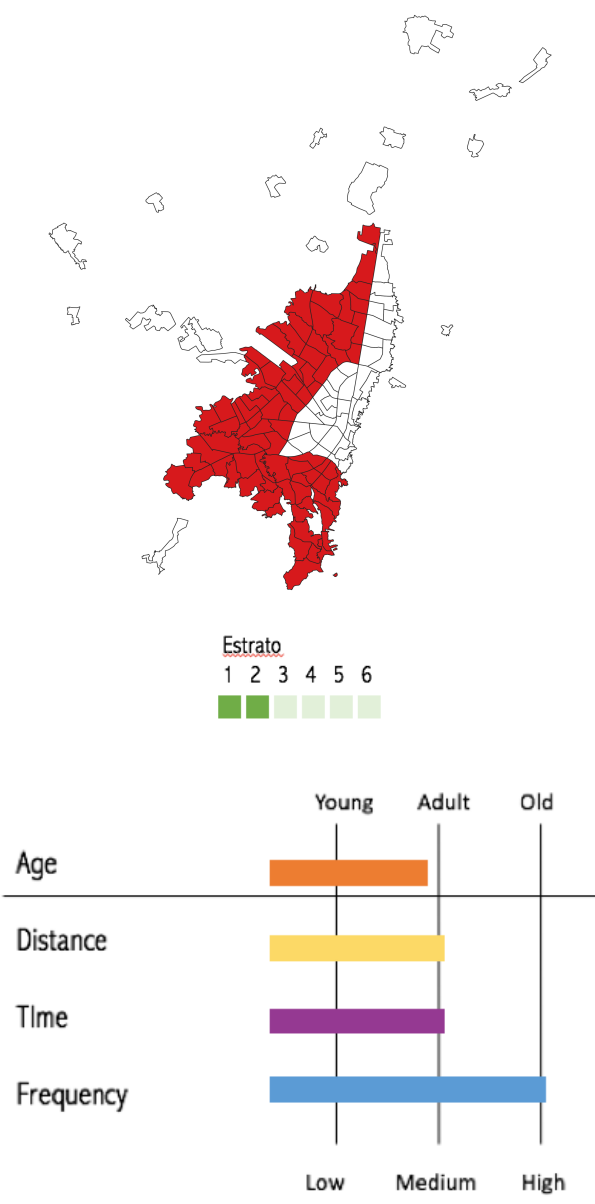 Estrato
1 2 3 4 5 6
Young Adult Old
Age
Distance
TIme
Frequency
Low Medium High